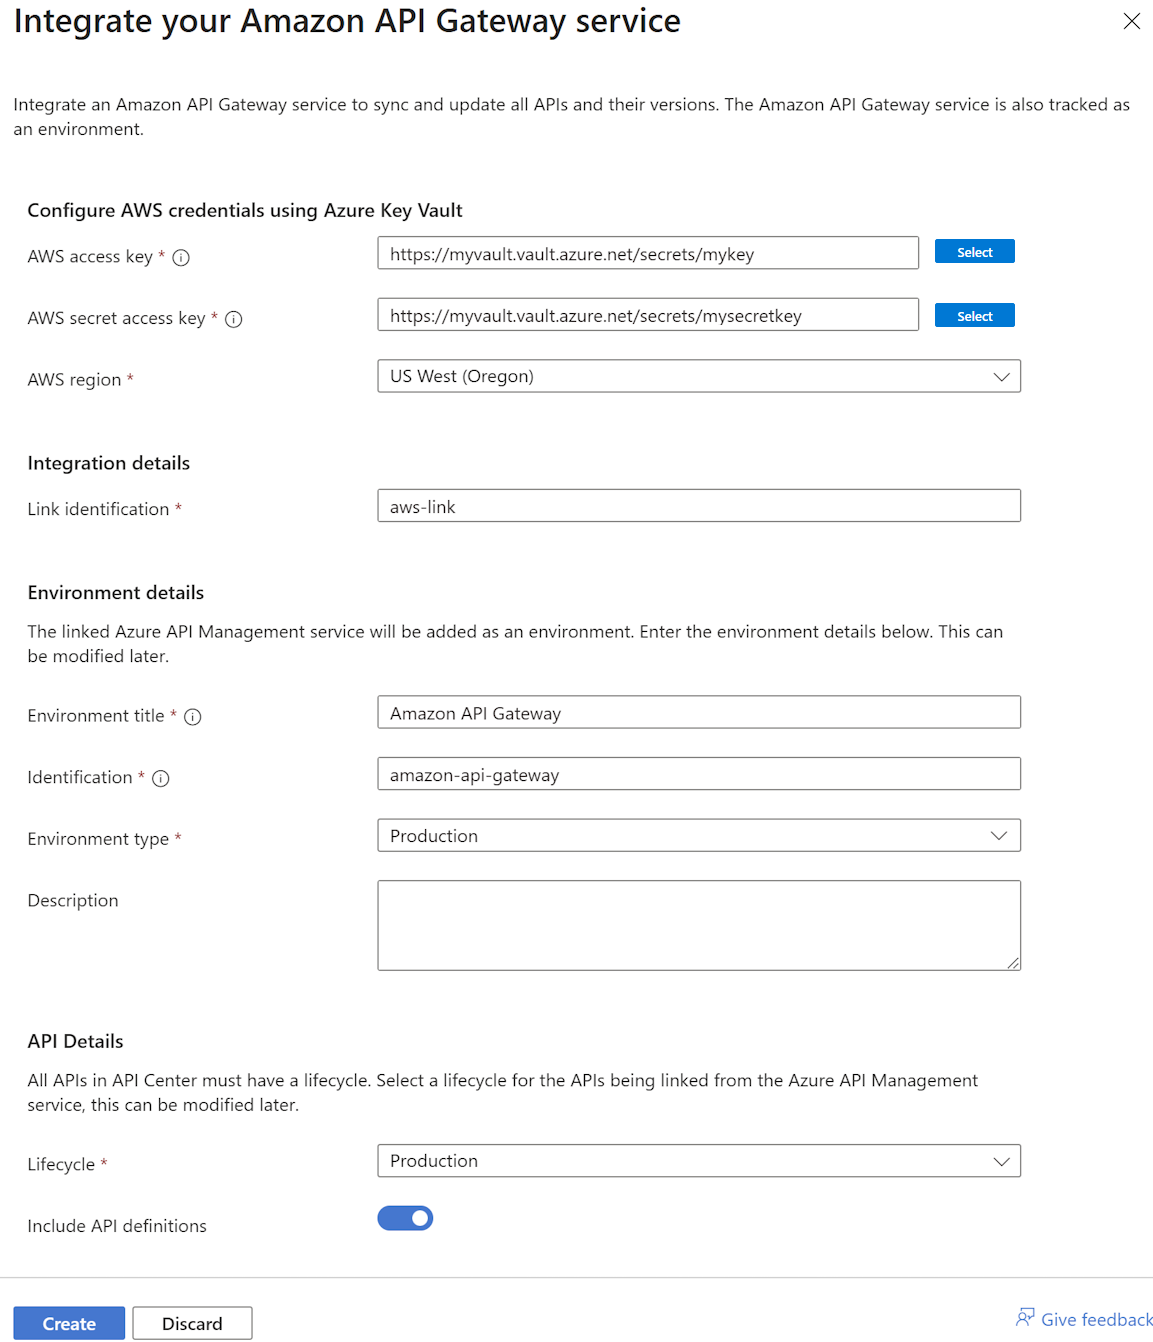 Integrate your Amazon API Gateway service
Integrate an Amazon API Gateway service to sync and update all APIs and their versions. The Amazon API Gateway service is also tracked as
an environment.
Configure AWS credentials using Azure Key Vault
AWS access key *
https://myvault.vault.azure.net/secrets/mykey
Select
AWS secret access key *
https://myvault.vault.azure.net/secrets/mysecretkey
Select
AWS region *
US West (Oregon)
Integration details
Link identification *
aws-link
Environment details
The linked Azure API Management service will be added as an environment. Enter the environment details below. This can
be modified later.
Environment title *
Amazon API Gateway
Identification *
amazon-api-gateway
Environment type *
Production
Description
API Details
All APIs in API Center must have a lifecycle. Select a lifecycle for the APIs being linked from the Azure API Management
service, this can be modified later.
Lifecycle *
Production
Include API definitions
Create
Discard
Give feedback